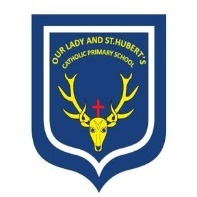 OUR LADY AND ST.HUBERT'S
CATHOLIC PRIMARY SCHOOL